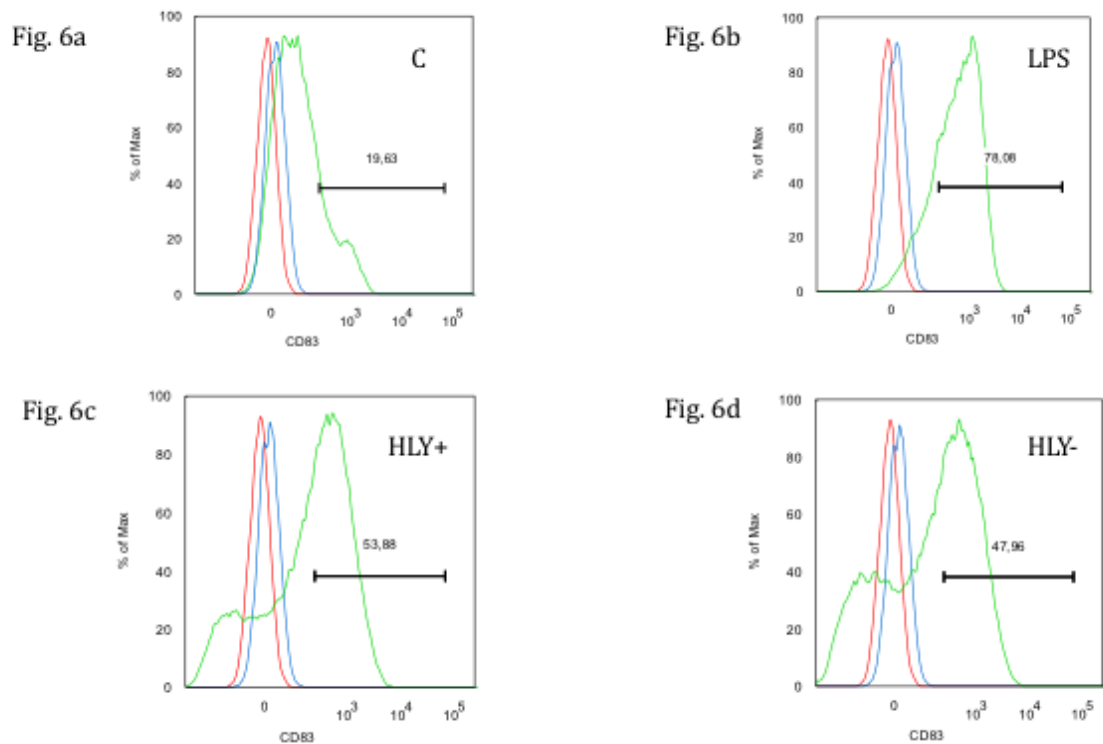 Fig. 6a
C
100
80
60
40
20
0
% of Max
19,63
0 10³ 10⁴ 10⁵
CD83
Fig. 6b
LPS
100
80
60
40
20
0
% of Max
78,08
0 10³ 10⁴ 10⁵
CD83
Fig. 6c
HLY+
100
80
60
40
20
0
% of Max
53,88
0 10³ 10⁴ 10⁵
CD83
Fig. 6d
HLY-
100
80
60
40
20
0
% of Max
47,96
0 10³ 10⁴ 10⁵
CD83